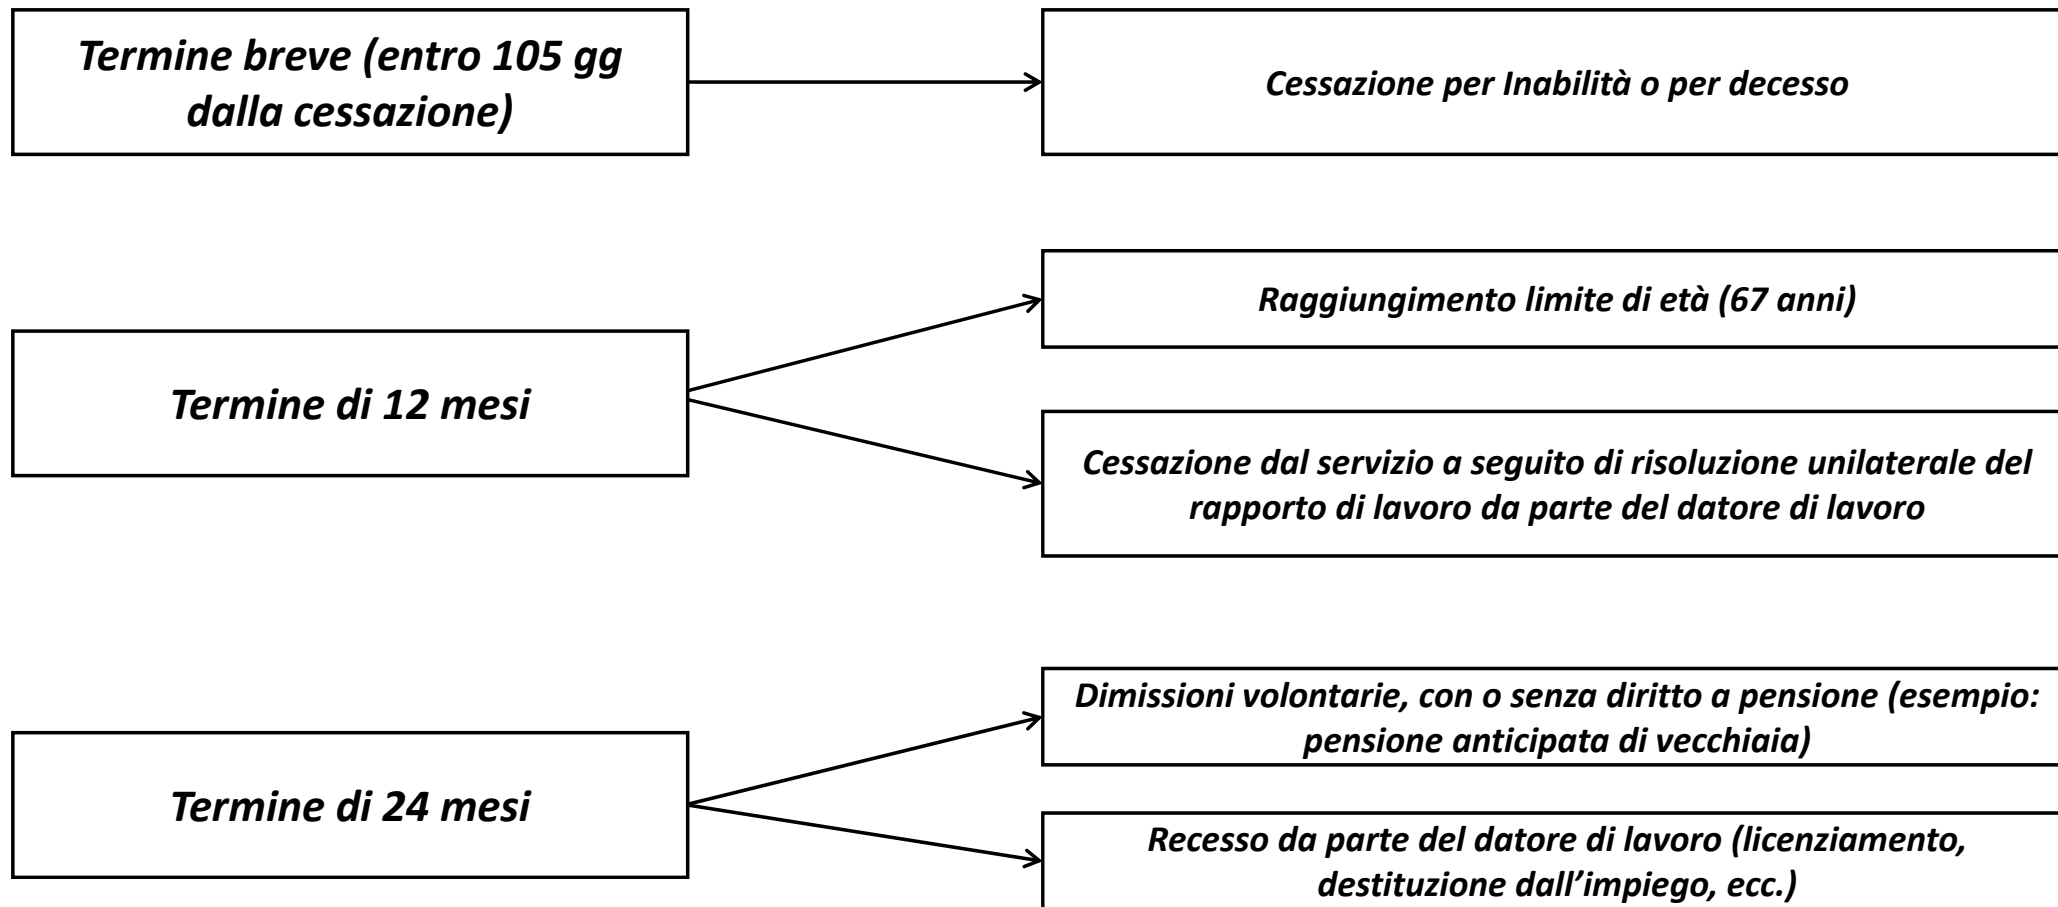 Termine breve (entro 105 gg
dalla cessazione)
Cessazione per Inabilità o per decesso
Termine di 12 mesi
Raggiungimento limite di età (67 anni)
Cessazione dal servizio a seguito di risoluzione unilaterale del
rapporto di lavoro da parte del datore di lavoro
Termine di 24 mesi
Dimissioni volontarie, con o senza diritto a pensione (esempio:
pensione anticipata di vecchiaia)
Recesso da parte del datore di lavoro (licenziamento,
destituzione dall’impiego, ecc.)